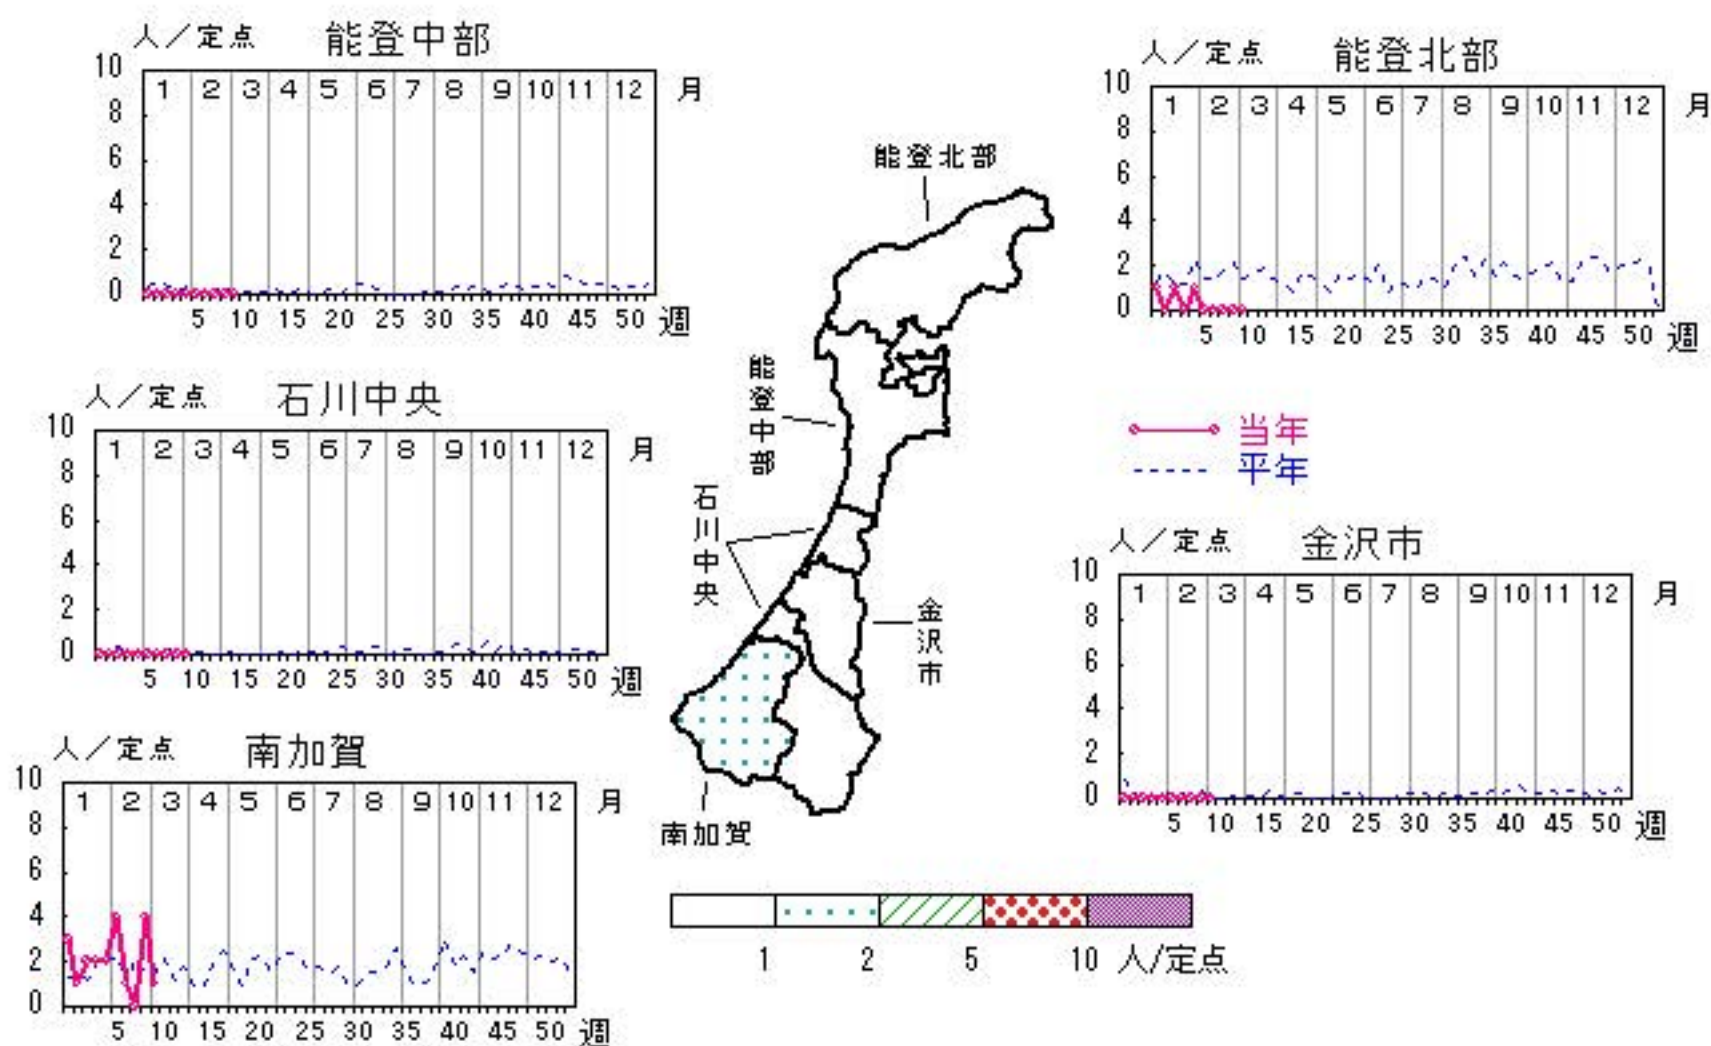 人／定点 能登中部
10 8 6 4 2 0
1 2 3 4 5 6 7 8 9 10 11 12 月
5 10 15 20 25 30 35 40 45 50 週
人／定点 能登北部
10 8 6 4 2 0
1 2 3 4 5 6 7 8 9 10 11 12 月
5 10 15 20 25 30 35 40 45 50 週
人／定点 石川中央
10 8 6 4 2 0
1 2 3 4 5 6 7 8 9 10 11 12 月
5 10 15 20 25 30 35 40 45 50 週
能登北部
能登中部
石川中央
金沢市
南加賀
当年
平年
人／定点 金沢市
10 8 6 4 2 0
1 2 3 4 5 6 7 8 9 10 11 12 月
5 10 15 20 25 30 35 40 45 50 週
人／定点 南加賀
10 8 6 4 2 0
1 2 3 4 5 6 7 8 9 10 11 12 月
5 10 15 20 25 30 35 40 45 50 週
1 2 5 10 人/定点